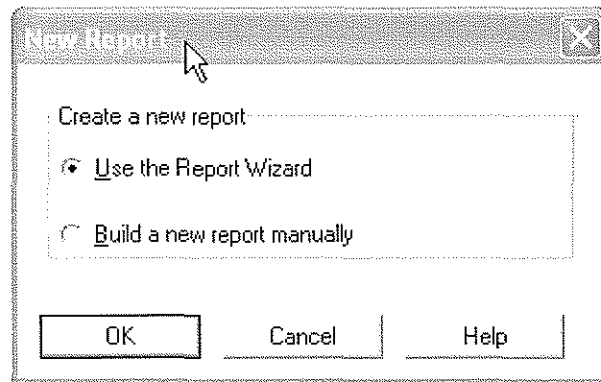 New Report
Create a new report
Use the Report Wizard
Build a new report manually
OK Cancel Help